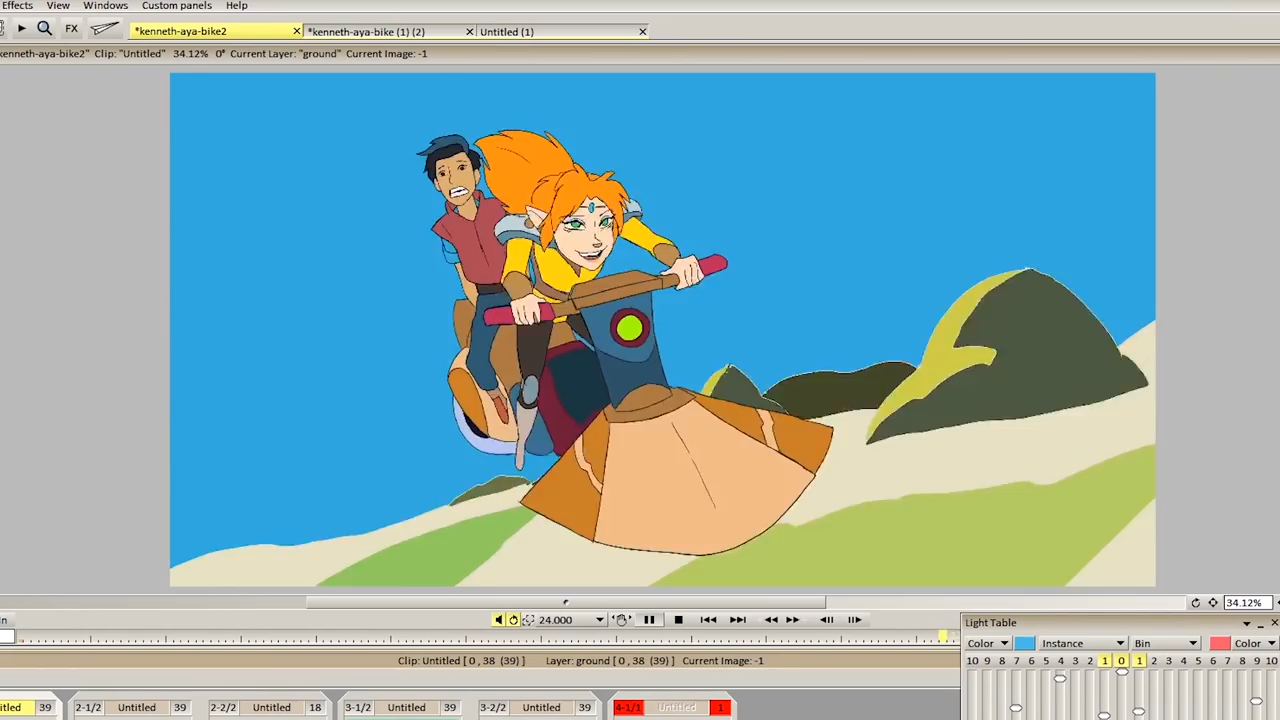 Effects View Windows Custom panels Help
FX *kenneth-aya-bike2 *kenneth-aya-bike (1) (2) Untitled (1)
kenneth-aya-bike2" Clip: "Untitled" 34.12% 0° Current Layer: "ground" Current Image: -1
34.12%
24.000
Light Table
Color Instance Bin Color
Clip: Untitled [ 0 , 38 (39) ] Layer: ground [ 0 , 38 (39) ] Current Image: -1
10 9 8 7 6 5 4 3 2 1 0 1 2 3 4 5 6 7 8 9 10
itled 39 2-1/2 Untitled 39 2-2/2 Untitled 18 3-1/2 Untitled 39 3-2/2 Untitled 39 4-1/1 Untitled 1